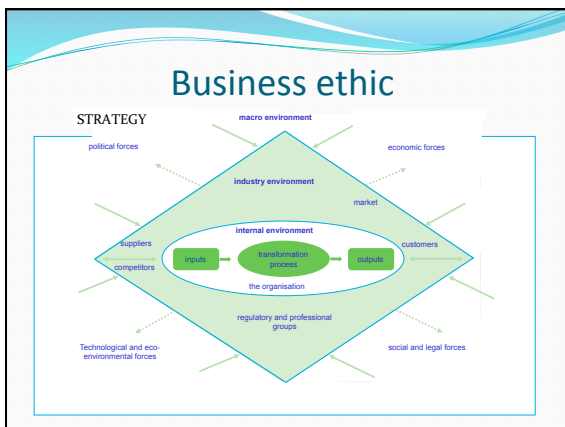 Business ethic
STRATEGY
macro environment
political forces
economic forces
industry environment
market
internal environment
suppliers
customers
inputs
transformation
process
outputs
competitors
the organisation
regulatory and professional
groups
Technological and eco-
environmental forces
social and legal forces